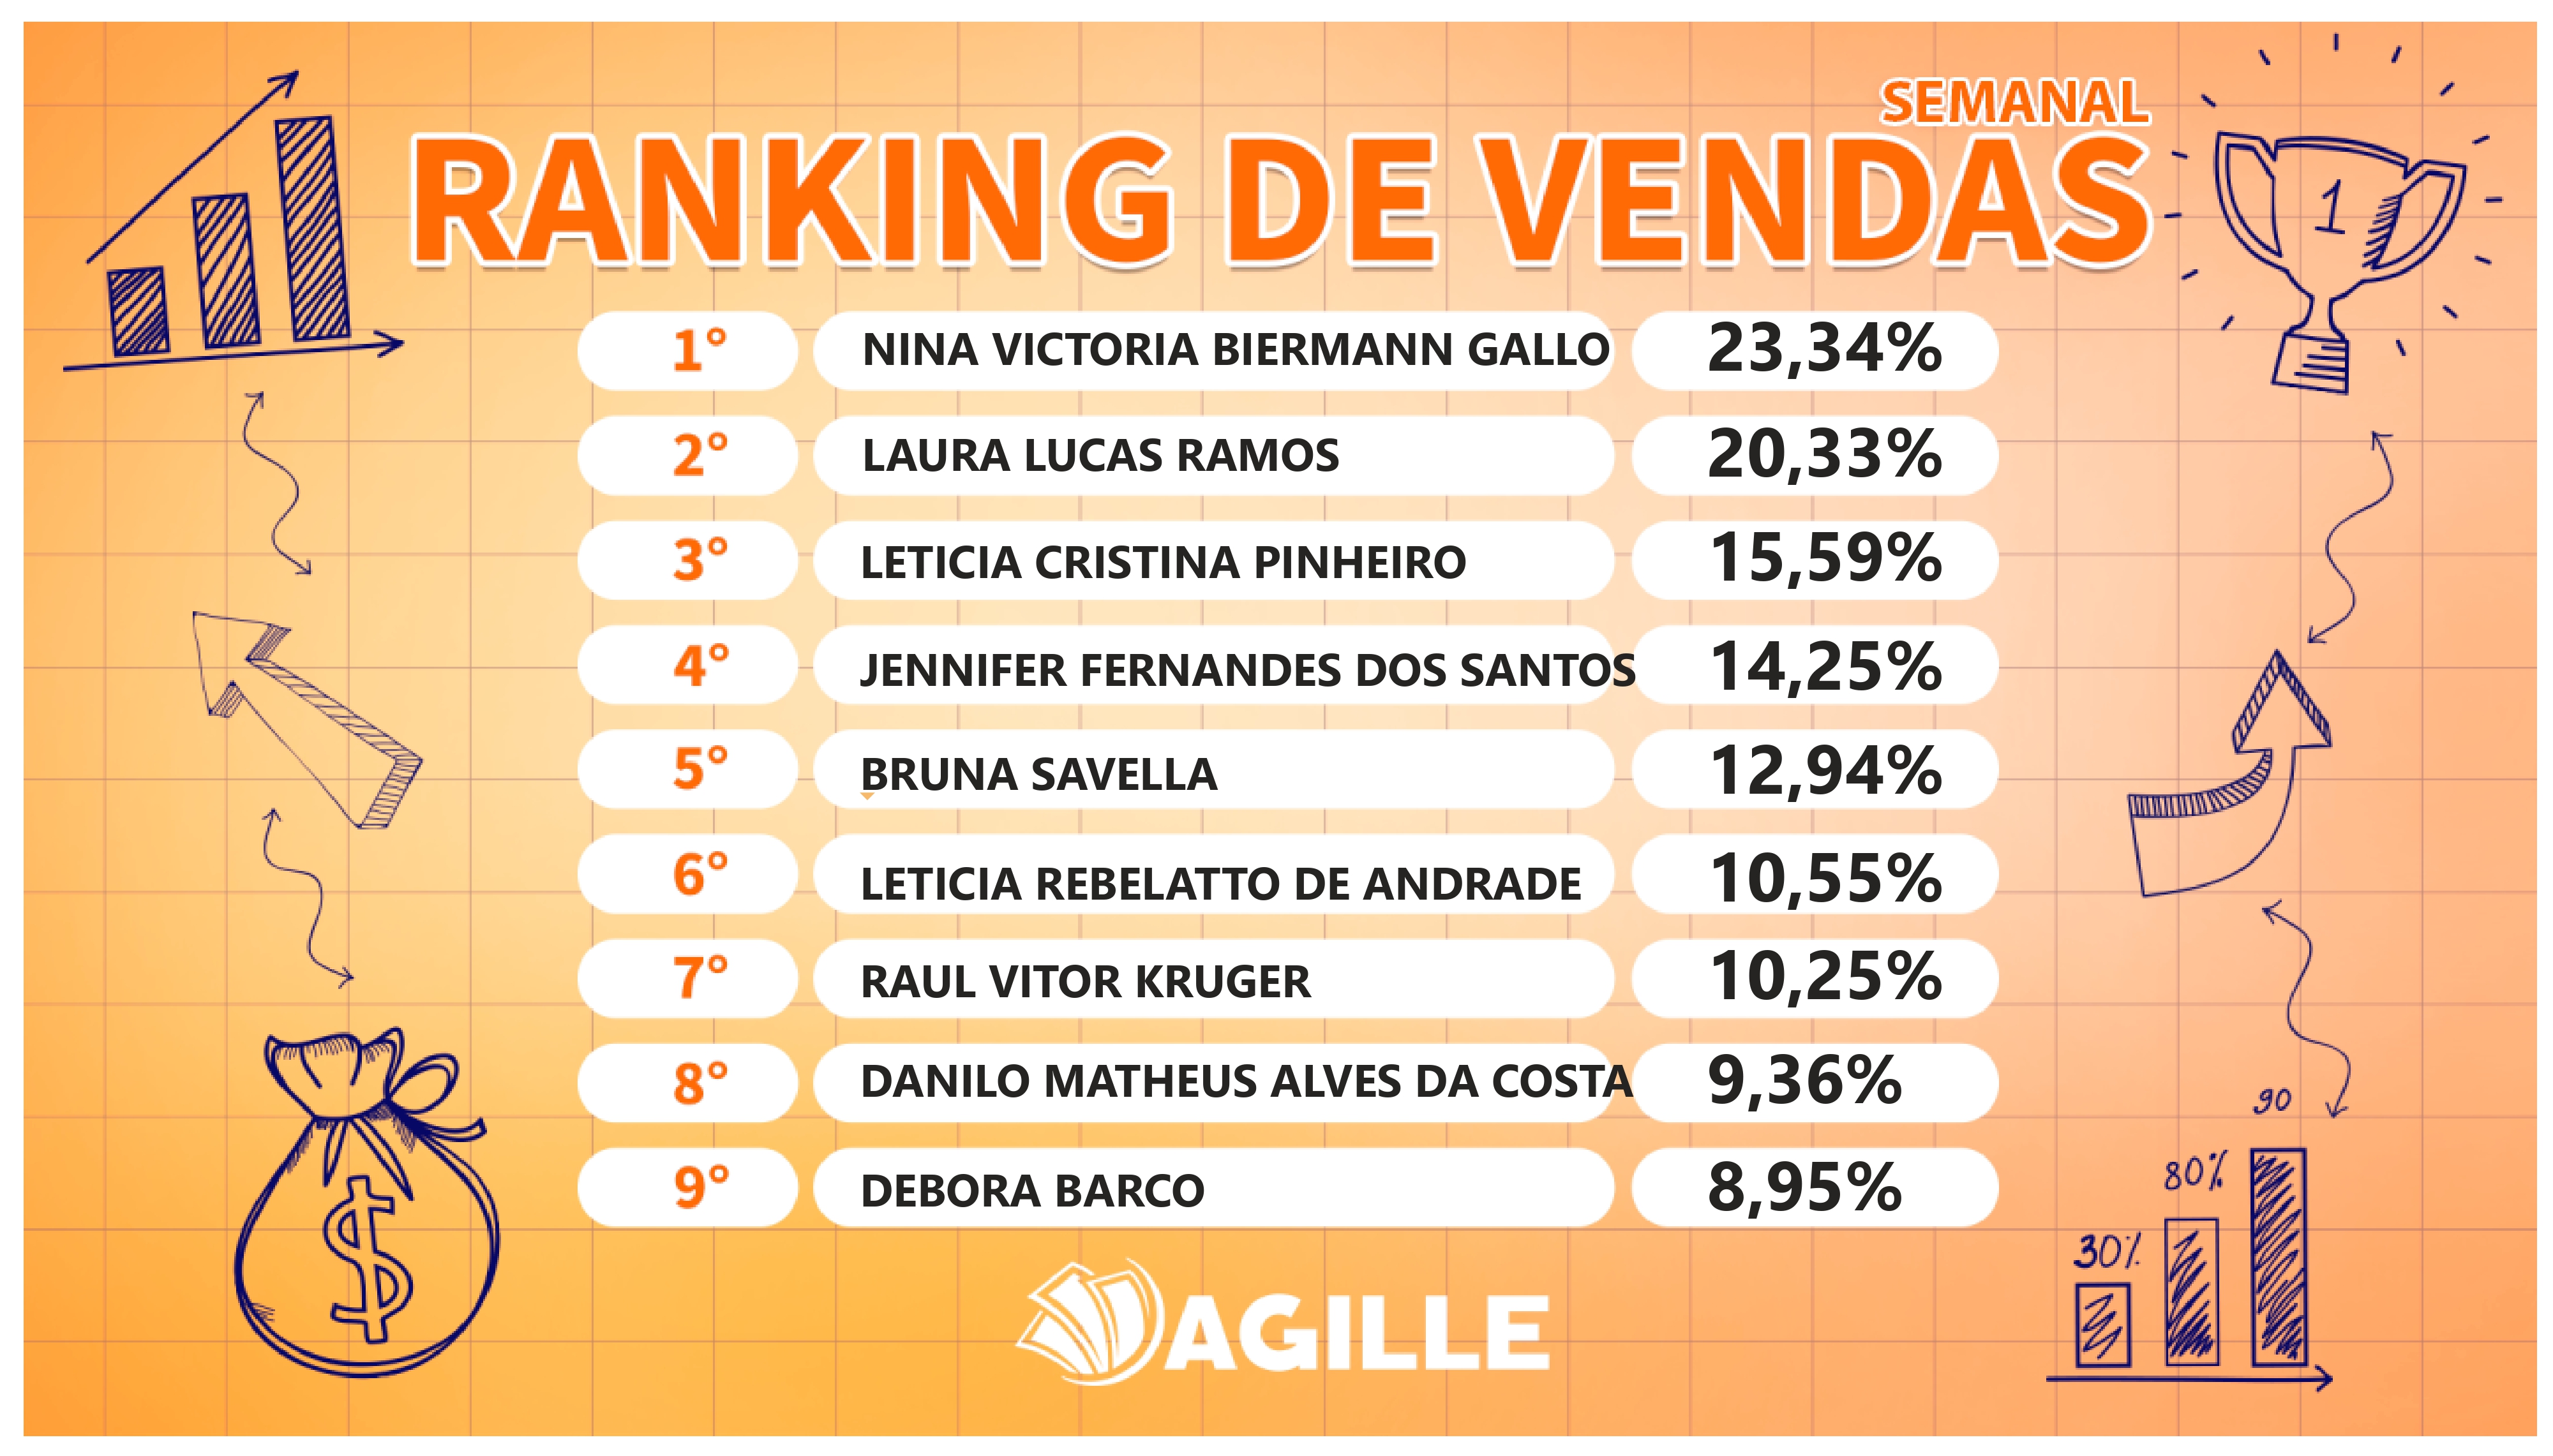 SEMANAL
RANKING DE VENDAS
1
1° NINA VICTORIA BIERMANN GALLO 23,34%
2° LAURA LUCAS RAMOS 20,33%
3° LETICIA CRISTINA PINHEIRO 15,59%
4° JENNIFER FERNANDES DOS SANTOS 14,25%
5° BRUNA SAVELLA 12,94%
6° LETICIA REBELATTO DE ANDRADE 10,55%
7° RAUL VITOR KRUGER 10,25%
8° DANILO MATHEUS ALVES DA COSTA 9,36%
9° DEBORA BARCO 8,95%
$
30%
80%
90
AGILLE